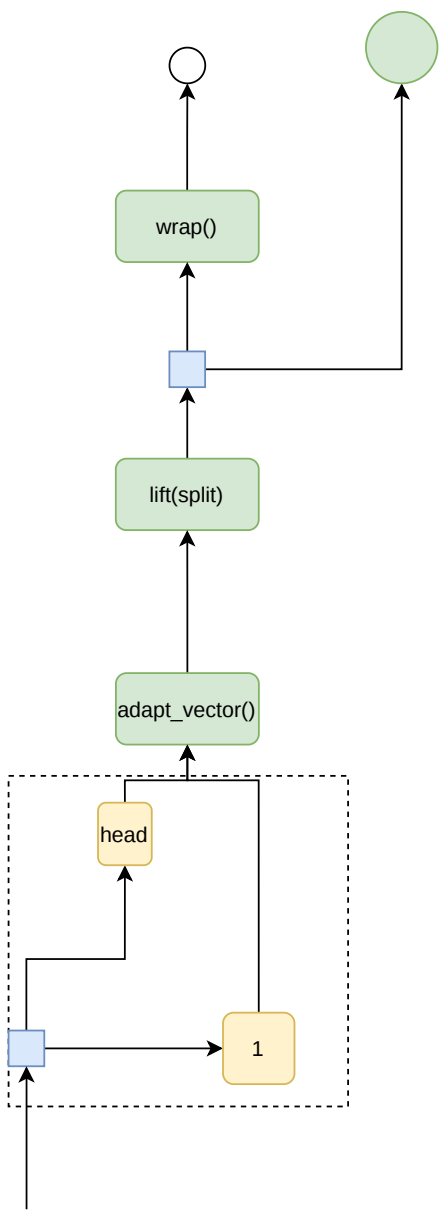 wrap()
lift(split)
adapt_vector()
head
1